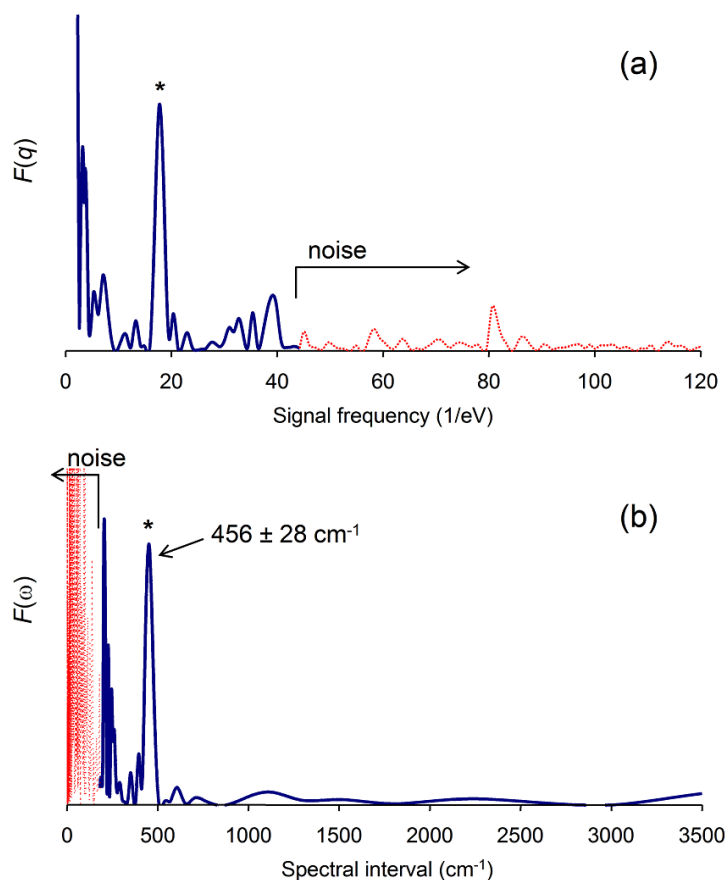 (a)
*
F(q)
noise
0 20 40 60 80 100 120
Signal frequency (1/eV)
noise
(b)
*
456 ± 28 cm⁻¹
F(ω)
0 500 1000 1500 2000 2500 3000 3500
Spectral interval (cm⁻¹)